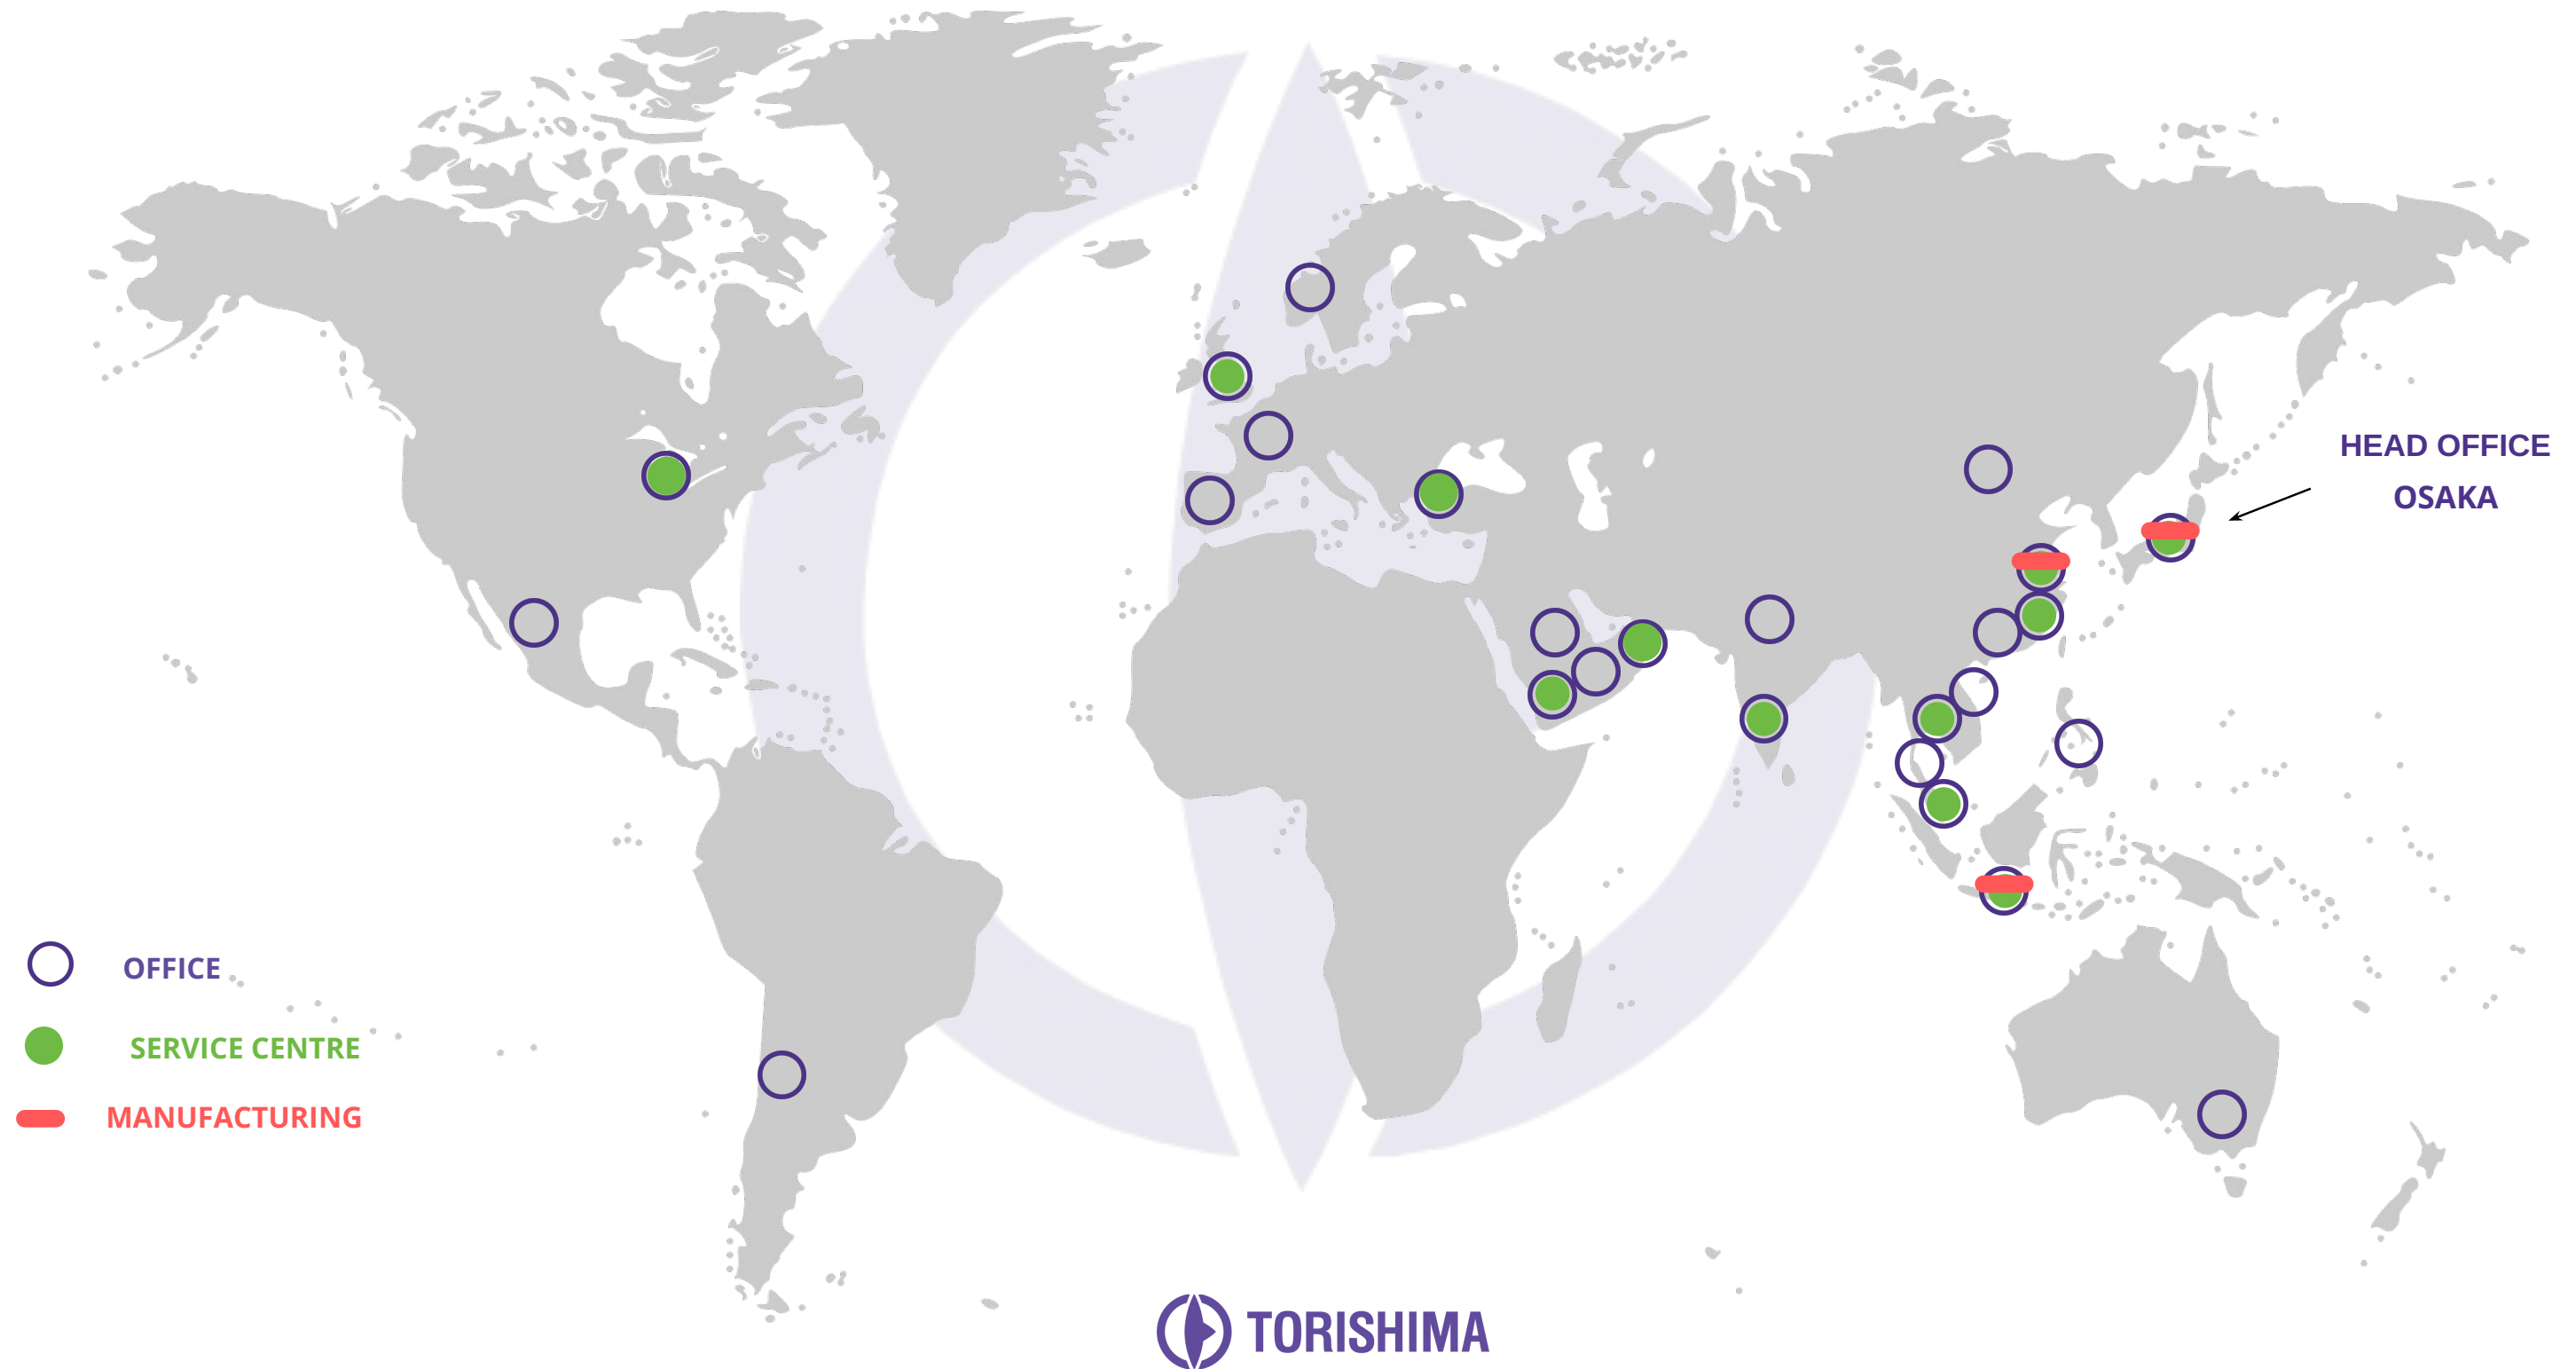 HEAD OFFICE
OSAKA
OFFICE
SERVICE CENTRE
MANUFACTURING
TORISHIMA